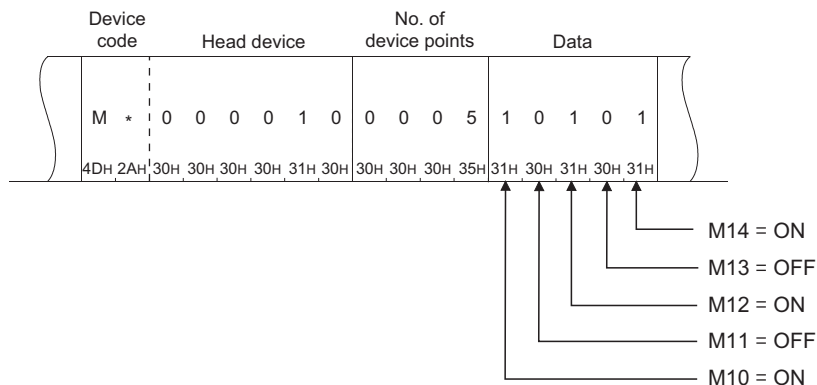 Device
code
Head device
No. of
device points
Data
M * 0 0 0 0 1 0 0 0 0 5 1 0 1 0 1
4DH 2AH 30H 30H 30H 30H 31H 30H 30H 30H 30H 35H 31H 30H 31H 30H 31H
M14 = ON
M13 = OFF
M12 = ON
M11 = OFF
M10 = ON